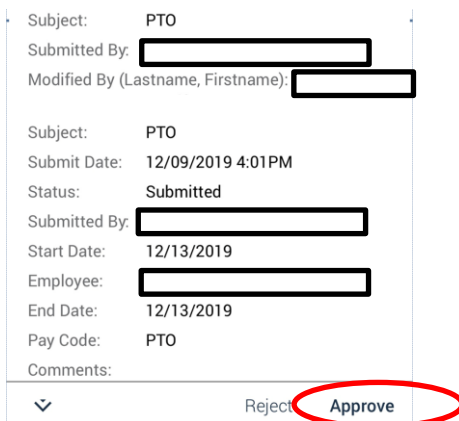 Subject: PTO
Submitted By:
Modified By (Lastname, Firstname):
Subject: PTO
Submit Date: 12/09/2019 4:01PM
Status: Submitted
Submitted By:
Start Date: 12/13/2019
Employee:
End Date: 12/13/2019
Pay Code: PTO
Comments:
Reject Approve